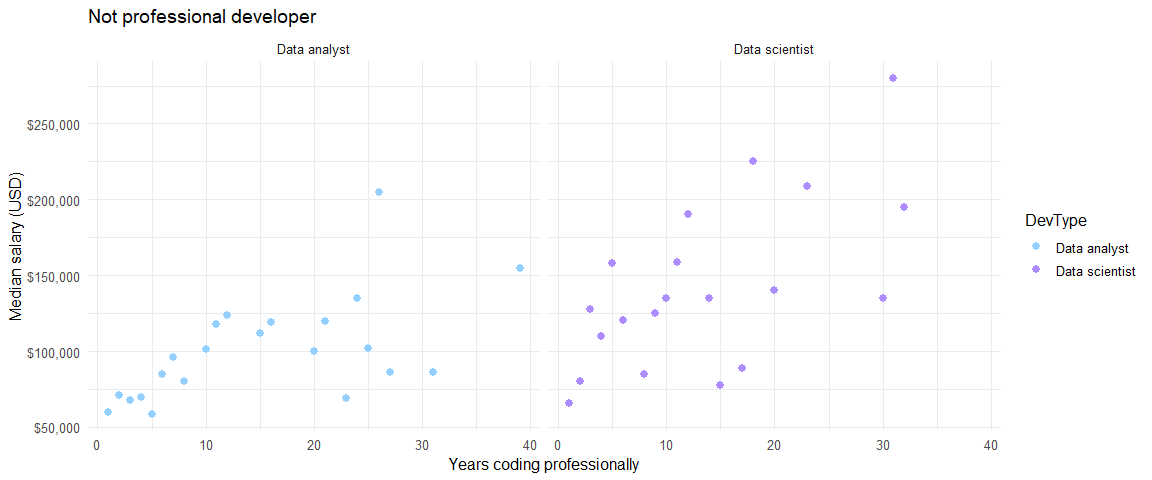 Not professional developer
Data analyst
Data scientist
Median salary (USD)
$250,000
$200,000
$150,000
$100,000
$50,000
0 10 20 30 40
0 10 20 30 40
Years coding professionally
DevType
Data analyst
Data scientist